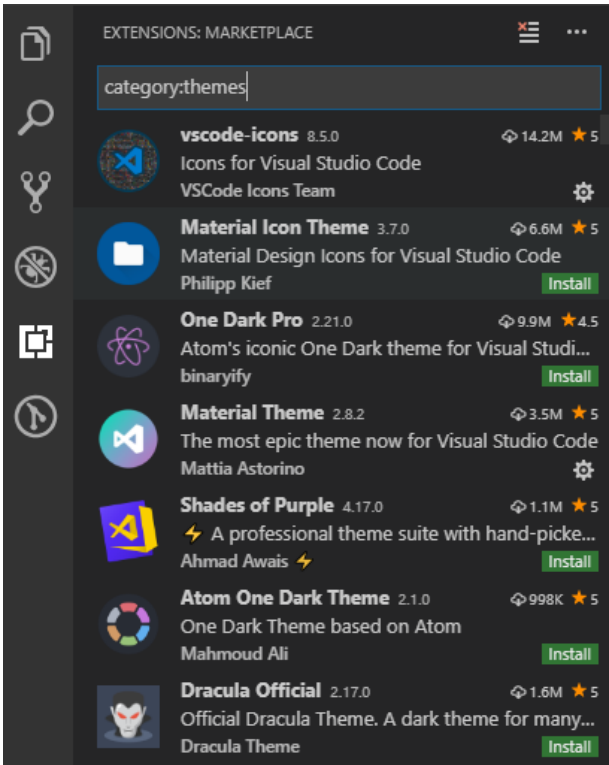 EXTENSIONS: MARKETPLACE
category:themes
vscode-icons 8.5.0 14.2M ★ 5
Icons for Visual Studio Code
VSCode Icons Team
Material Icon Theme 3.7.0 6.6M ★ 5
Material Design Icons for Visual Studio Code
Philipp Kief Install
One Dark Pro 2.21.0 9.9M ★ 4.5
Atom's iconic One Dark theme for Visual Studi...
binaryify Install
Material Theme 2.8.2 3.5M ★ 5
The most epic theme now for Visual Studio Code
Mattia Astorino
Shades of Purple 4.17.0 1.1M ★ 5
⚡ A professional theme suite with hand-picke...
Ahmad Awais ⚡ Install
Atom One Dark Theme 2.1.0 998K ★ 5
One Dark Theme based on Atom
Mahmoud Ali Install
Dracula Official 2.17.0 1.6M ★ 5
Official Dracula Theme. A dark theme for many...
Dracula Theme Install